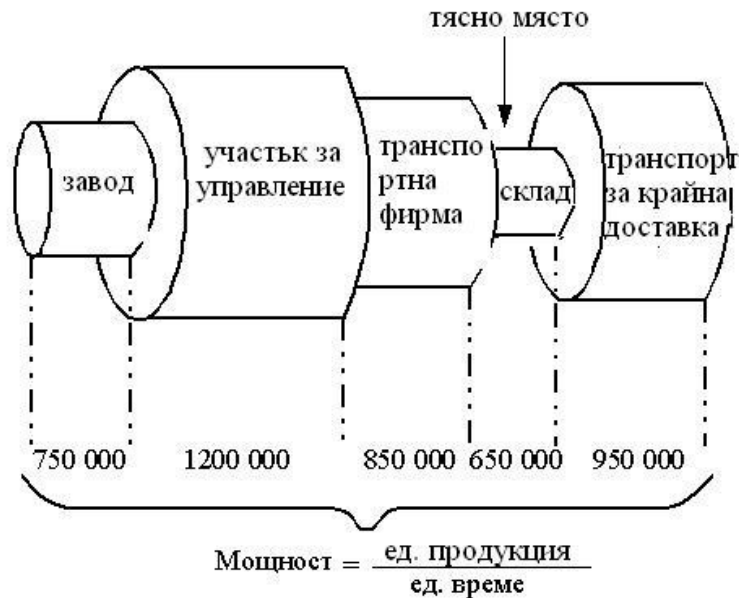 тясно място
завод
участьк за
управление
транспо
ртна
фирма
склад
транспорт
за крайна
доставка
750 000
1200 000
850 000
650 000
950 000
Мощност = ед. продукция
ед. време